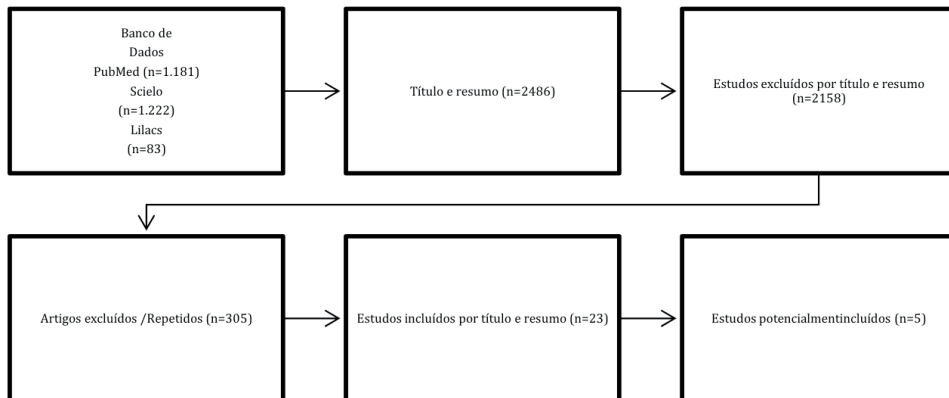 Banco de
Dados
PubMed (n=1.181)
Scielo
(n=1.222)
Lilacs
(n=83)
Título e resumo (n=2486)
Estudos excluídos por título e resumo
(n=2158)
Artigos excluídos /Repetidos (n=305)
Estudos incluídos por título e resumo (n=23)
Estudos potencialmentincluídos (n=5)